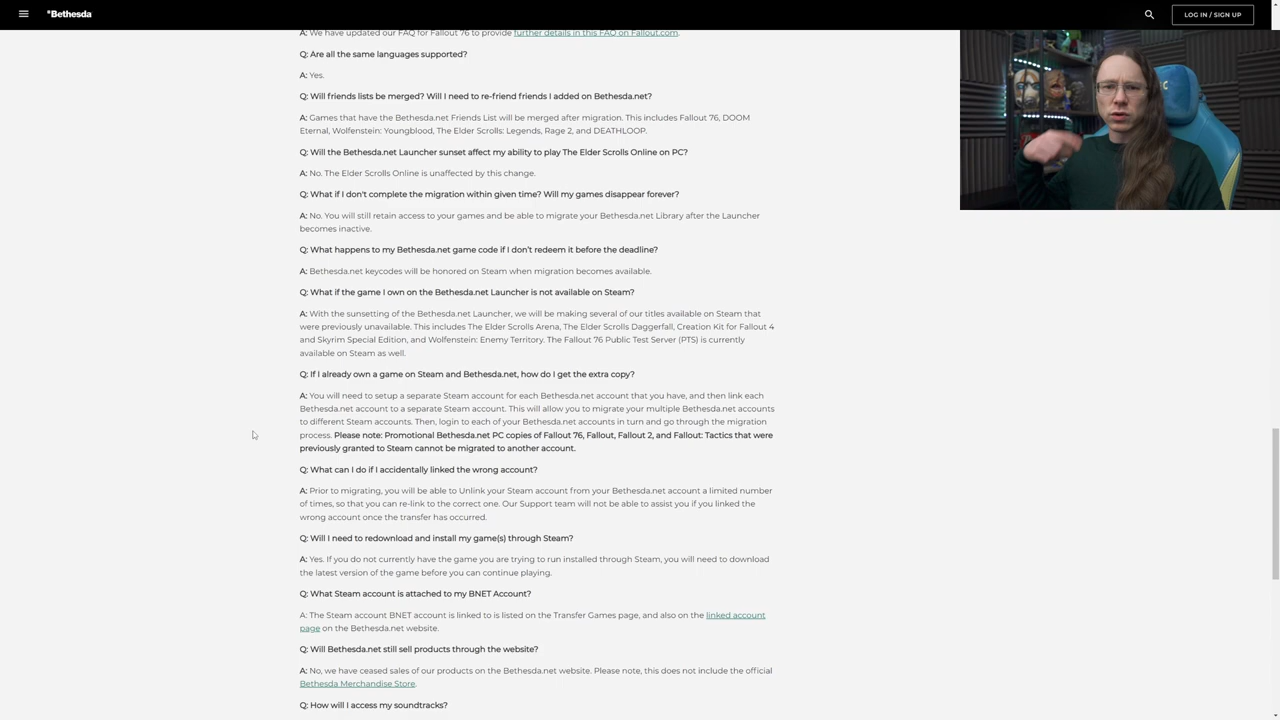 Bethesda
LOG IN / SIGN UP
A: We have updated our FAQ for Fallout 76 to provide further details in this FAQ on Fallout.com.
Q: Are all the same languages supported?
A: Yes.
Q: Will friends lists be merged? Will I need to re-friend friends I added on Bethesda.net?
A: Games that have the Bethesda.net Friends List will be merged after migration. This includes Fallout 76, DOOM
Eternal, Wolfenstein: Youngblood, The Elder Scrolls: Legends, Rage 2, and DEATHLOOP.
Q: Will the Bethesda.net Launcher sunset affect my ability to play The Elder Scrolls Online on PC?
A: No. The Elder Scrolls Online is unaffected by this change.
Q: What if I don't complete the migration within given time? Will my games disappear forever?
A: No. You will still retain access to your games and be able to migrate your Bethesda.net Library after the Launcher
becomes inactive.
Q: What happens to my Bethesda.net game code if I don't redeem it before the deadline?
A: Bethesda.net keycodes will be honored on Steam when migration becomes available.
Q: What if the game I own on the Bethesda.net Launcher is not available on Steam?
A: With the sunsetting of the Bethesda.net Launcher, we will be making several of our titles available on Steam that
were previously unavailable. This includes The Elder Scrolls Arena, The Elder Scrolls Daggerfall, Creation Kit for Fallout 4
and Skyrim Special Edition, and Wolfenstein: Enemy Territory. The Fallout 76 Public Test Server (PTS) is currently
available on Steam as well.
Q: If I already own a game on Steam and Bethesda.net, how do I get the extra copy?
A: You will need to setup a separate Steam account for each Bethesda.net account that you have, and then link each
Bethesda.net account to a separate Steam account. This will allow you to migrate your multiple Bethesda.net accounts
to different Steam accounts. Then, login to each of your Bethesda.net accounts in turn and go through the migration
process. Please note: Promotional Bethesda.net PC copies of Fallout 76, Fallout, Fallout 2, and Fallout: Tactics that were
previously granted to Steam cannot be migrated to another account.
Q: What can I do if I accidentally linked the wrong account?
A: Prior to migrating, you will be able to Unlink your Steam account from your Bethesda.net account a limited number
of times, so that you can re-link to the correct one. Our Support team will not be able to assist you if you linked the
wrong account once the transfer has occurred.
Q: Will I need to redownload and install my game(s) through Steam?
A: Yes. If you do not currently have the game you are trying to run installed through Steam, you will need to download
the latest version of the game before you can continue playing.
Q: What Steam account is attached to my BNET Account?
A: The Steam account BNET account is linked to is listed on the Transfer Games page, and also on the linked account
page on the Bethesda.net website.
Q: Will Bethesda.net still sell products through the website?
A: No, we have ceased sales of our products on the Bethesda.net website. Please note, this does not include the official
Bethesda Merchandise Store.
Q: How will I access my soundtracks?